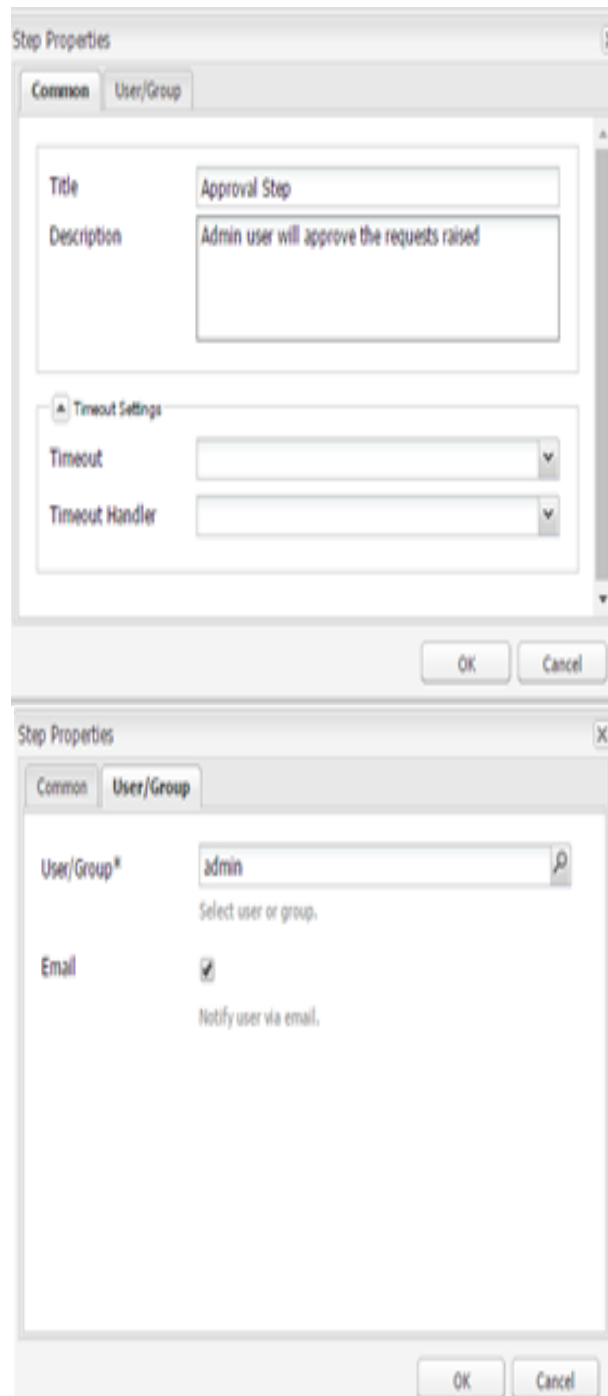 Step Properties
Common User/Group
Title Approval Step
Description Admin user will approve the requests raised
Timeout Settings
Timeout
Timeout Handler
OK Cancel
Step Properties
Common User/Group
User/Group* admin
Select user or group.
Email
Notify user via email.
OK Cancel